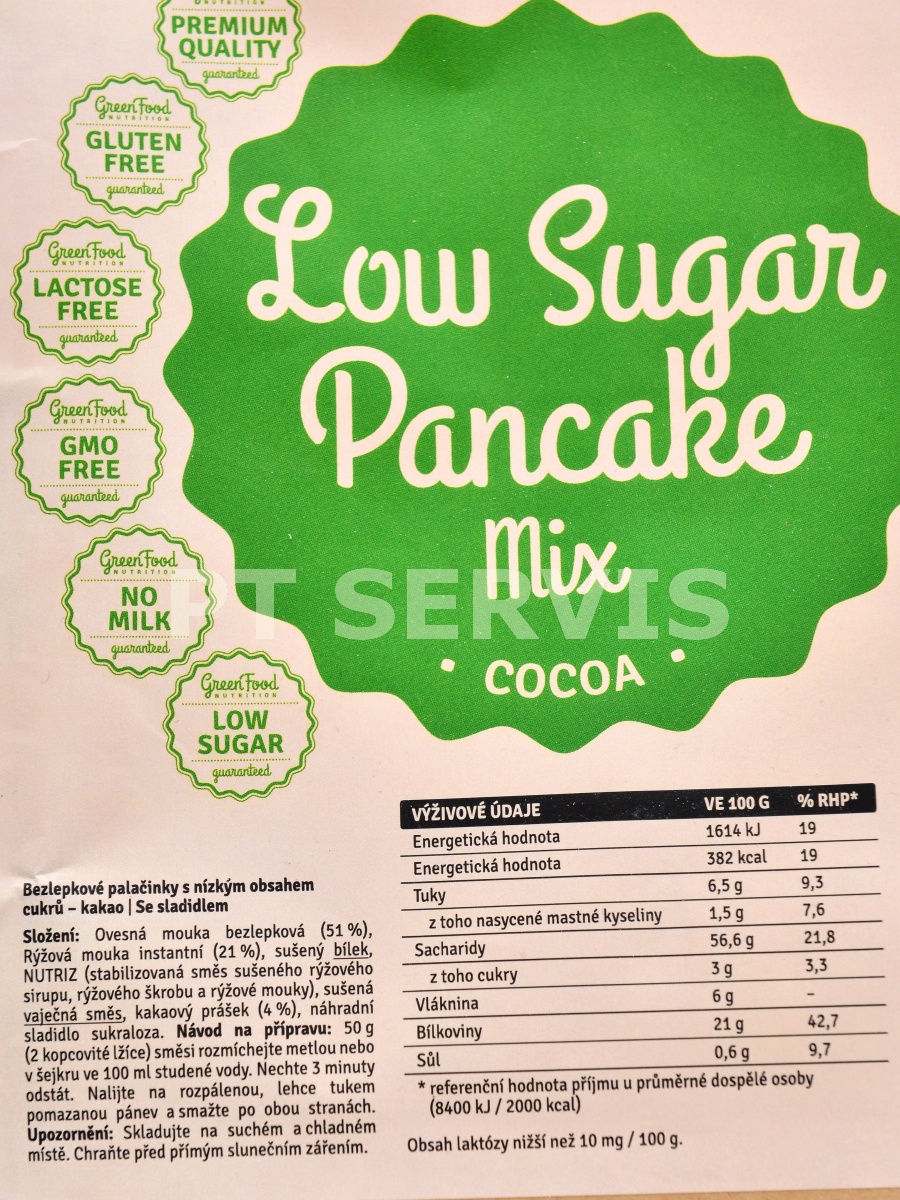 NUTRITION
PREMIUM
QUALITY
guaranteed
GreenFood
NUTRITION
GLUTEN
FREE
guaranteed
GreenFood
NUTRITION
LACTOSE
FREE
guaranteed
GreenFood
NUTRITION
GMO
FREE
guaranteed
GreenFood
NUTRITION
NO
MILK
guaranteed
GreenFood
NUTRITION
LOW
SUGAR
guaranteed
Low Sugar
Pancake
Mix
• COCOA •
PT SERVIS
Bezlepkové palačinky s nízkým obsahem
cukrů – kakao | Se sladidlem
Složení: Ovesná mouka bezlepková (51 %),
Rýžová mouka instantní (21 %), sušený bílek,
NUTRIZ (stabilizovaná směs sušeného rýžového
sirupu, rýžového škrobu a rýžové mouky), sušená
vaječná směs, kakaový prášek (4 %), náhradní
sladidlo sukraloza. Návod na přípravu: 50 g
(2 kopcovité lžíce) směsi rozmíchejte metlou nebo
v šejkru ve 100 ml studené vody. Nechte 3 minuty
odstát. Nalijte na rozpálenou, lehce tukem
pomazanou pánev a smažte po obou stranách.
Upozornění: Skladujte na suchém a chladném
místě. Chraňte před přímým slunečním zářením.
VÝŽIVOVÉ ÚDAJE VE 100 G % RHP*
Energetická hodnota 1614 kJ 19
Energetická hodnota 382 kcal 19
Tuky 6,5 g 9,3
z toho nasycené mastné kyseliny 1,5 g 7,6
Sacharidy 56,6 g 21,8
z toho cukry 3 g 3,3
Vláknina 6 g –
Bílkoviny 21 g 42,7
Sůl 0,6 g 9,7
* referenční hodnota příjmu u průměrné dospělé osoby
(8400 kJ / 2000 kcal)
Obsah laktózy nižší než 10 mg / 100 g.